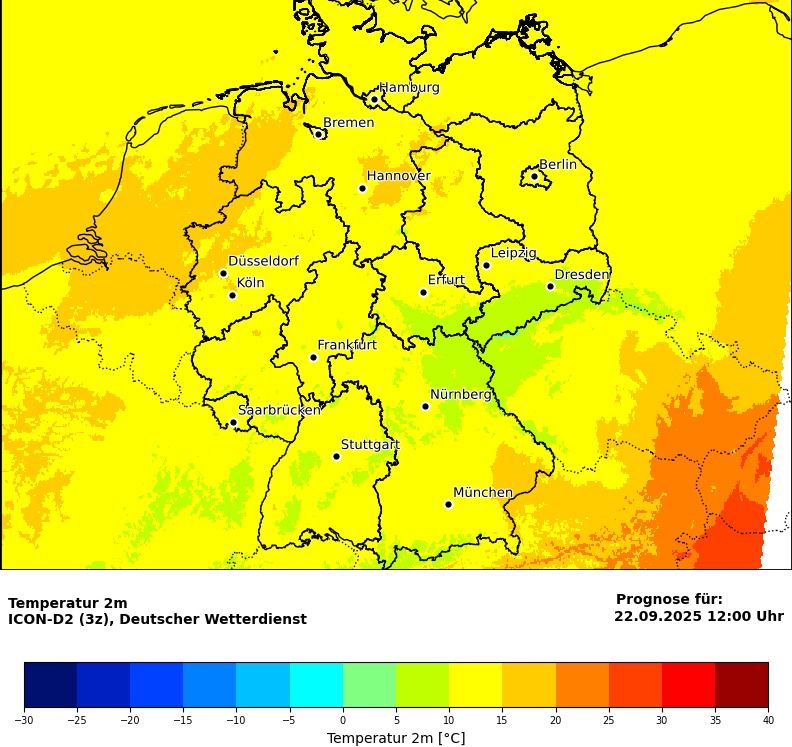 Hamburg
Bremen
Berlin
Hannover
Leipzig
Düsseldorf
Dresden
Köln
Erfurt
Frankfurt
Nürnberg
Saarbrücken
Stuttgart
München
Temperatur 2m
ICON-D2 (3z), Deutscher Wetterdienst
Prognose für:
22.09.2025 12:00 Uhr
−30 −25 −20 −15 −10 −5 0 5 10 15 20 25 30 35 40
Temperatur 2m [°C]